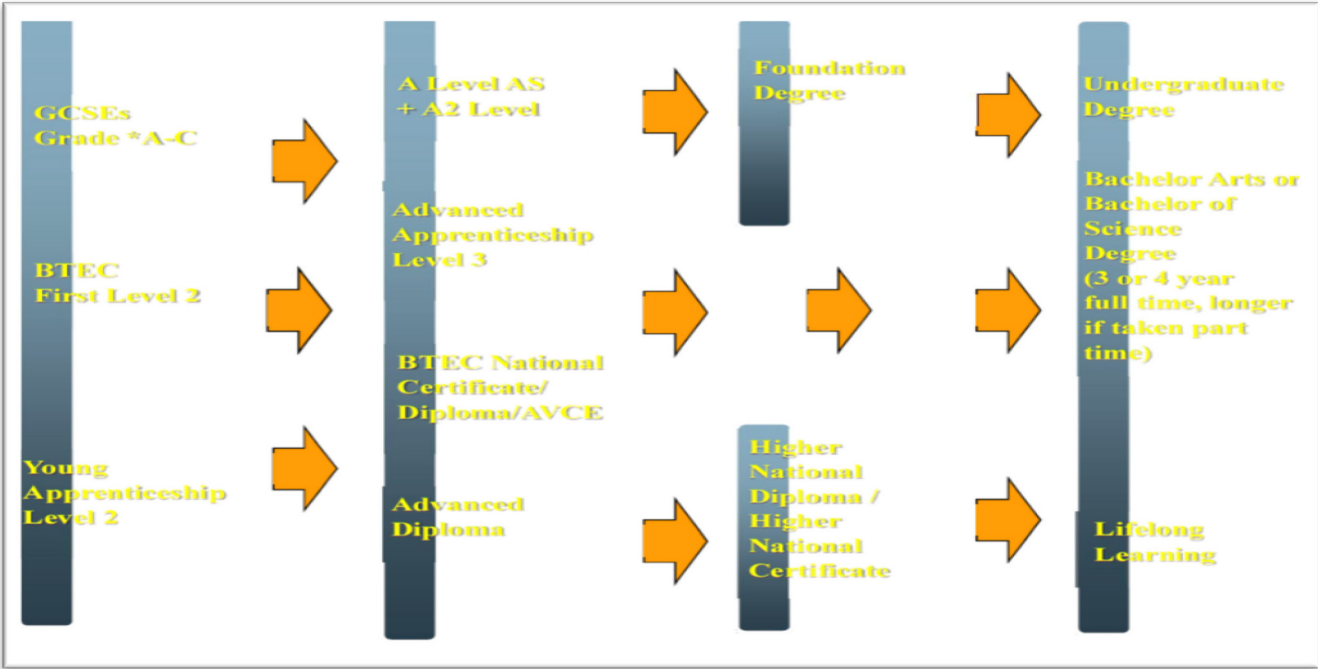 GCSEs
Grade *A-C
BTEC
First Level 2
Young
Apprenticeship
Level 2
A Level AS
+ A2 Level
Advanced
Apprenticeship
Level 3
BTEC National
Certificate/
Diploma/AVCE
Advanced
Diploma
Foundation
Degree
Higher
National
Diploma /
Higher
National
Certificate
Undergraduate
Degree
Bachelor Arts or
Bachelor of
Science
Degree
(3 or 4 year
full time, longer
if taken part
time)
Lifelong
Learning